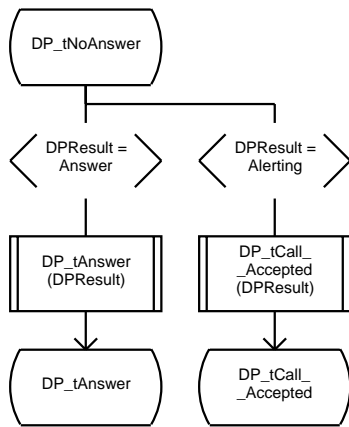 DP_tNoAnswer
DPResult =
Answer
DPResult =
Alerting
DP_tAnswer
(DPResult)
DP_tCall_
_Accepted
(DPResult)
DP_tAnswer
DP_tCall_
_Accepted